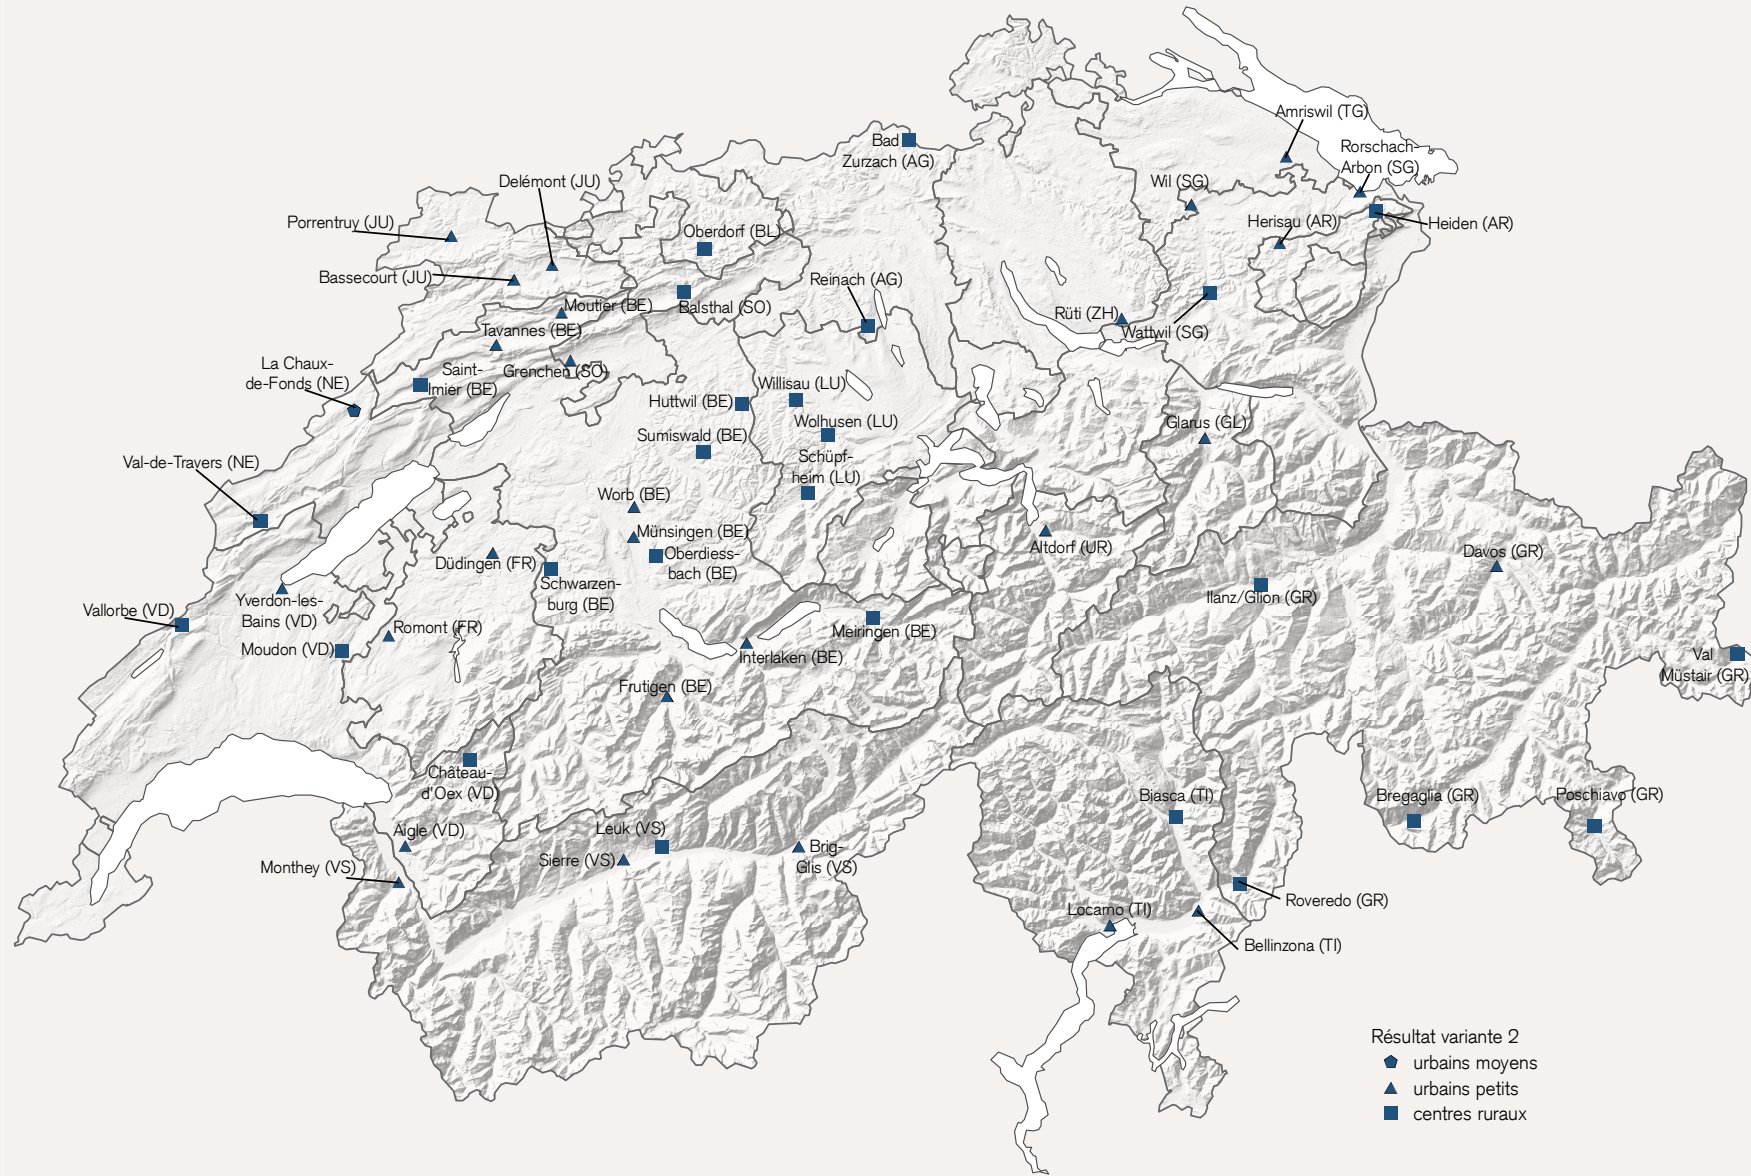 Amriswil (TG)
Bad
Zurzach (AG)
Rorschach-
Arbon (SG)
Delémont (JU)
Wil (SG)
Porrentruy (JU)
Oberdorf (BL)
Herisau (AR)
Heiden (AR)
Bassecourt (JU)
Reinach (AG)
Moutier (BE)
Balsthal (SO)
Rüti (ZH)
Wattwil (SG)
Tavannes (BE)
La Chaux-
de-Fonds (NE)
Saint-
Imier (BE)
Grenchen (SO)
Willisau (LU)
Huttwil (BE)
Wolhusen (LU)
Glarus (GL)
Sumiswald (BE)
Schüpf-
heim (LU)
Val-de-Travers (NE)
Worb (BE)
Münsingen (BE)
Altdorf (UR)
Davos (GR)
Düdingen (FR)
Oberdiess-
bach (BE)
Schwarzen-
burg (BE)
Ilanz/Glion (GR)
Yverdon-les-
Bains (VD)
Vallorbe (VD)
Romont (FR)
Meiringen (BE)
Moudon (VD)
Interlaken (BE)
Val
Müstair (GR)
Frutigen (BE)
Château-
d'Oex (VD)
Biasca (TI)
Bregaglia (GR)
Poschiavo (GR)
Aigle (VD)
Leuk (VS)
Brig-
Glis (VS)
Sierre (VS)
Monthey (VS)
Roveredo (GR)
Locarno (TI)
Bellinzona (TI)
Résultat variante 2
urbains moyens
urbains petits
centres ruraux